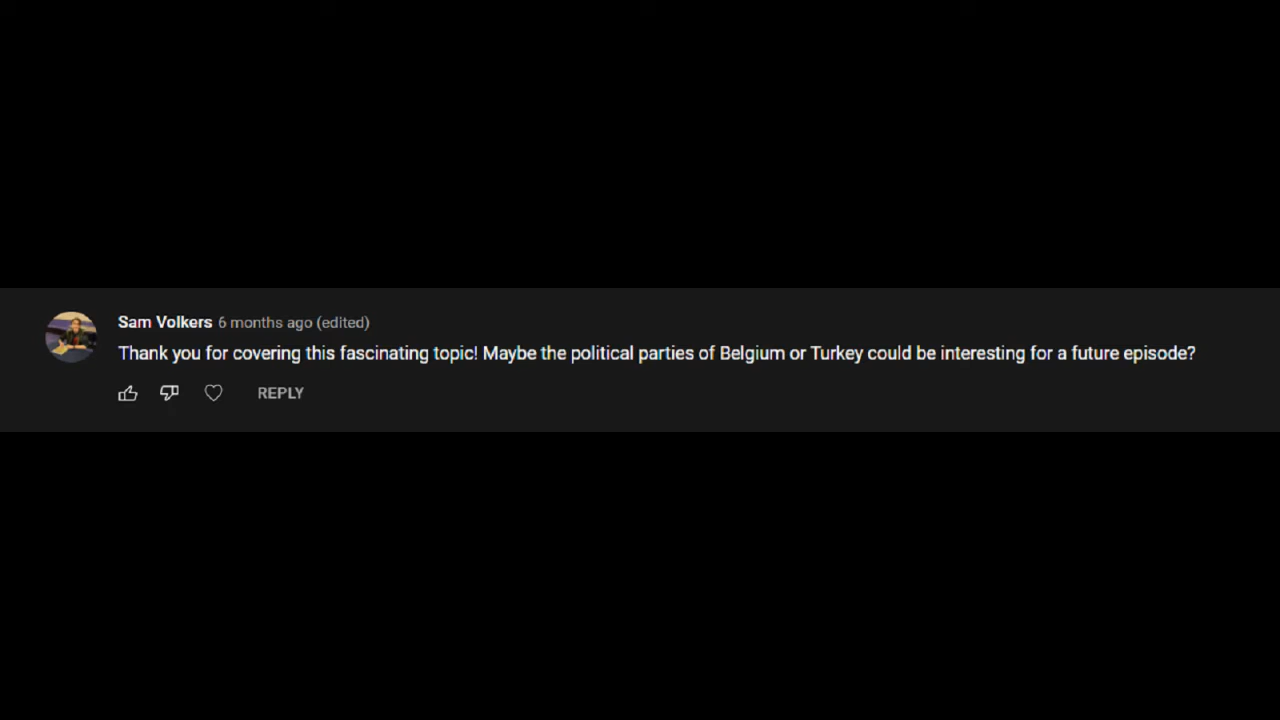 Sam Volkers 6 months ago (edited)
Thank you for covering this fascinating topic! Maybe the political parties of Belgium or Turkey could be interesting for a future episode?
REPLY